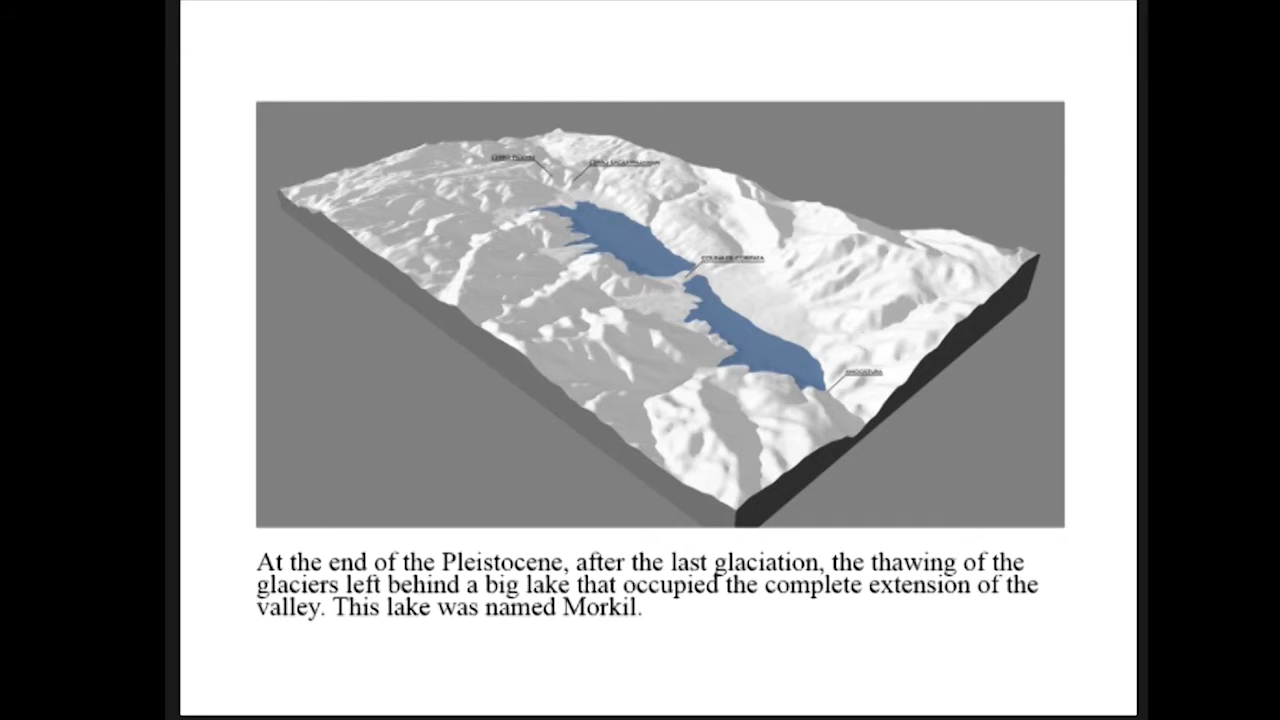 At the end of the Pleistocene, after the last glaciation, the thawing of the
glaciers left behind a big lake that occupied the complete extension of the
valley. This lake was named Morkil.